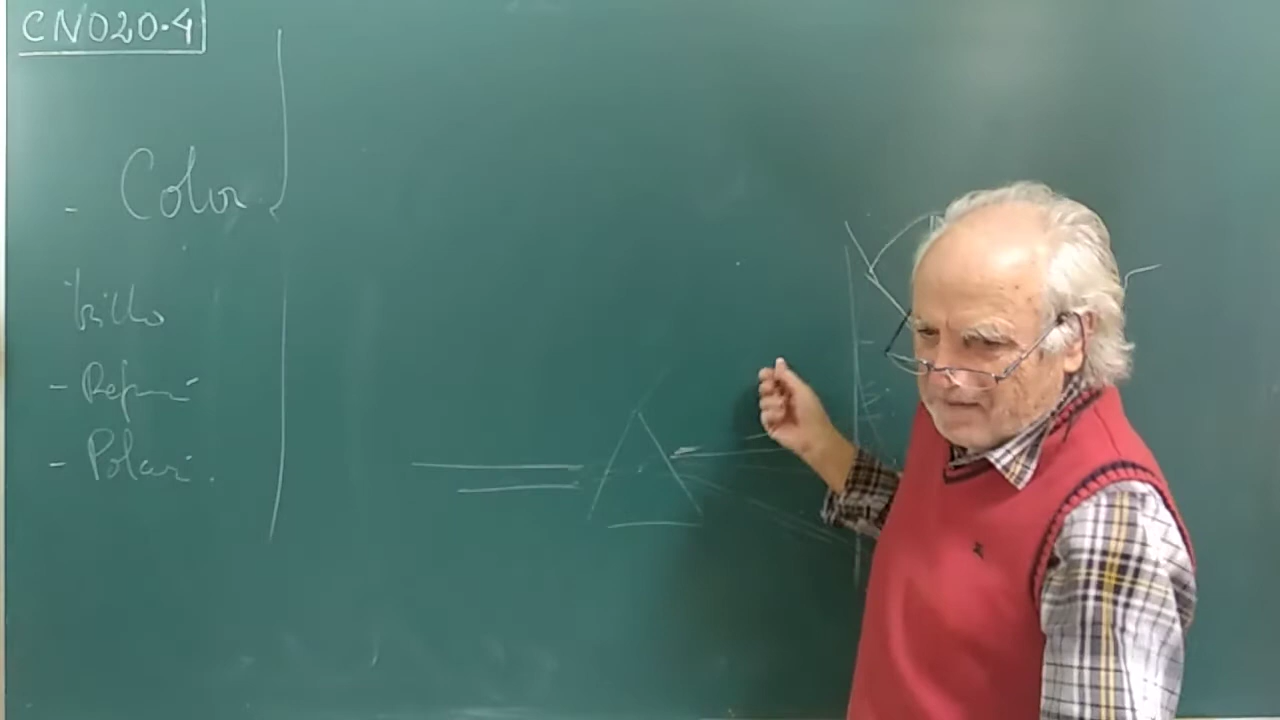 CN020-4
- Color
brillo
- Refrac
- Polari.